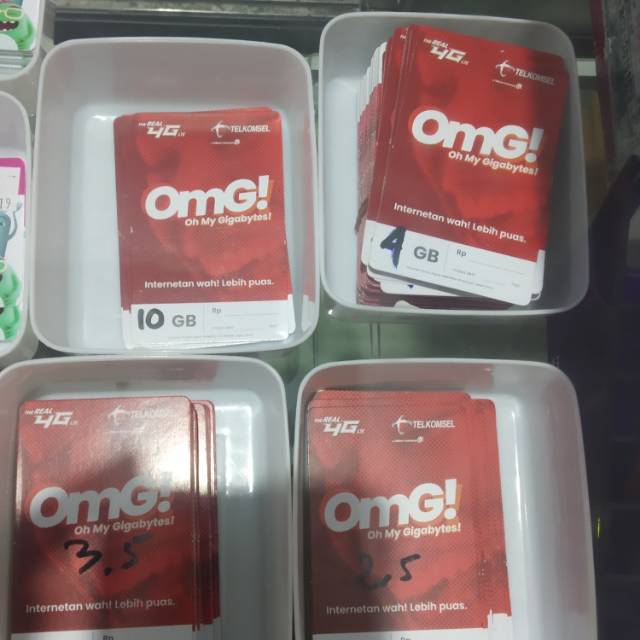 THE REAL
4G LTE
TELKOMSEL
OmG!
Oh My Gigabytes!
Internetan wah! Lebih puas.
10 GB
Rp
THE REAL
4G LTE
TELKOMSEL
OmG!
Oh My Gigabytes!
Internetan wah! Lebih puas.
4 GB
Rp
THE REAL
4G LTE
TELKOMSEL
OmG!
Oh My Gigabytes!
3.5
Internetan wah! Lebih puas.
Rp
THE REAL
4G LTE
TELKOMSEL
OmG!
Oh My Gigabytes!
2,5
Internetan wah! Lebih puas.
Rp